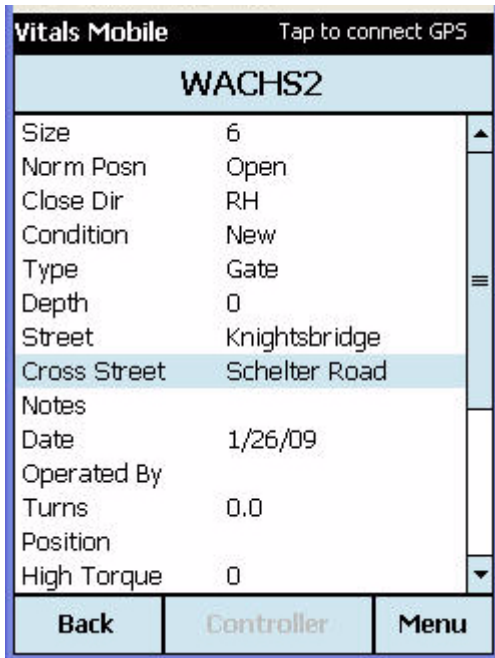 Vitals Mobile Tap to connect GPS
WACHS2
Size 6
Norm Posn Open
Close Dir RH
Condition New
Type Gate
Depth 0
Street Knightsbridge
Cross Street Schelter Road
Notes
Date 1/26/09
Operated By
Turns 0.0
Position
High Torque 0
Back Controller Menu